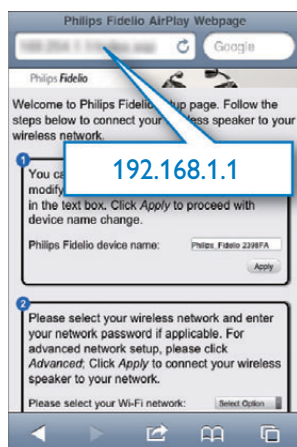 Philips Fidelio AirPlay Webpage
Google
Philips Fidelio
Welcome to Philips Fidelio up page. Follow the
steps below to connect your less speaker to your
wireless network.
192.168.1.1
1
You ca
modify
in the text box. Click Apply to proceed with
device name change.
Philips Fidelio device name: Philips_Fidelio 2398FA
Apply
2
Please select your wireless network and enter
your network password if applicable. For
advanced network setup, please click
Advanced; Click Apply to connect your wireless
speaker to your network.
Please select your Wi-Fi network: Select Option